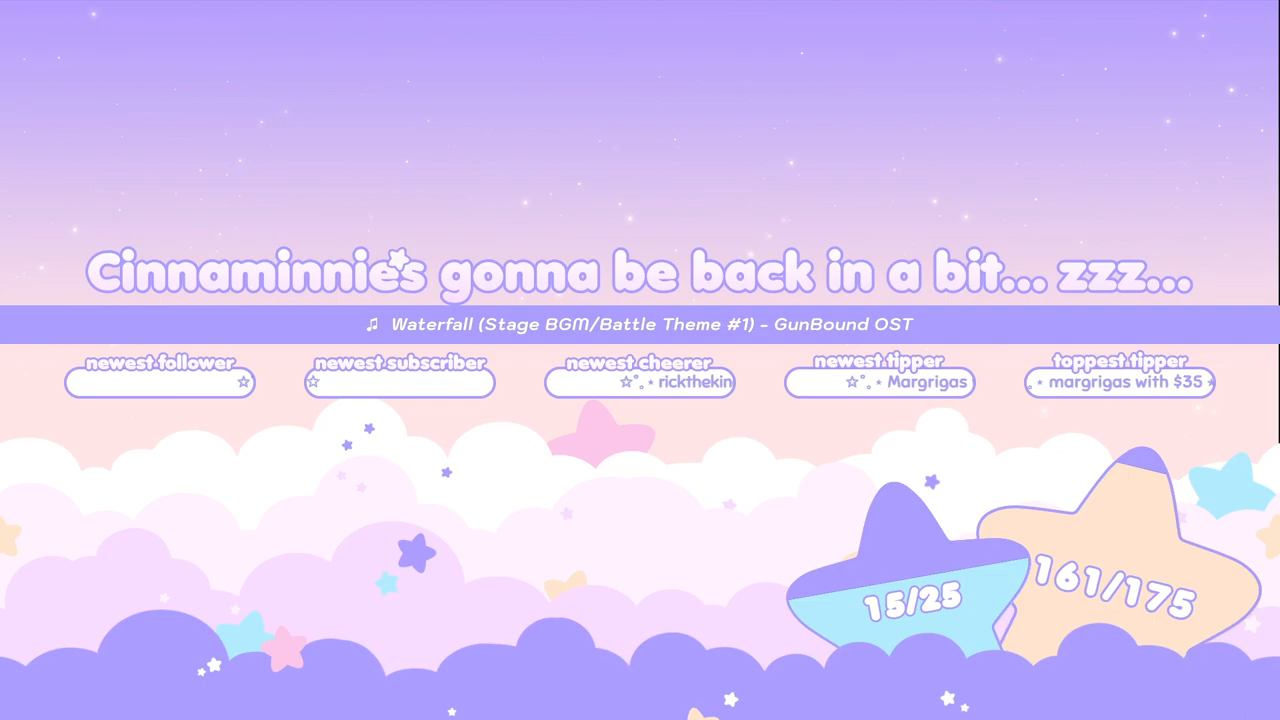 Cinnaminnies gonna be back in a bit... zzz...
♫ Waterfall (Stage BGM/Battle Theme #1) - GunBound OST
newest follower
newest subscriber
newest cheerer
newest tipper
toppest tipper
☆
☆
☆°。⋆ rickthekin
☆°。⋆ Margrigas
。⋆ margrigas with $35 ⋆
15/25
161/175